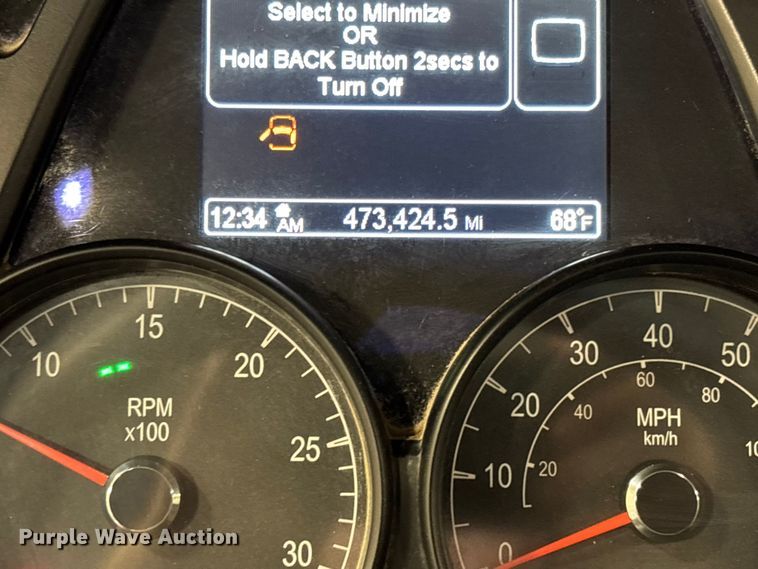 Select to Minimize
OR
Hold BACK Button 2secs to
Turn Off
12:34 AM 473,424.5 Mi 68°F
10 15 20 25 30
RPM
x100
0 10 20 30 40 50
20 40 60 80 10
MPH
km/h
Purple Wave Auction